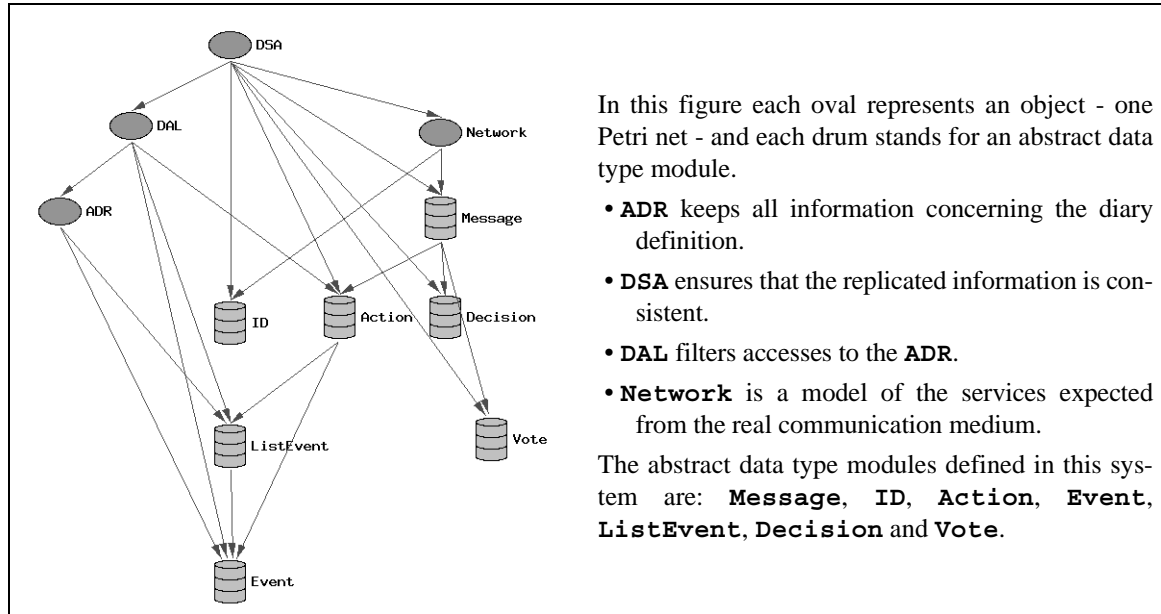 DSA
DAL
Network
ADR
Message
ID
Action
Decision
ListEvent
Vote
Event
In this figure each oval represents an object - one
Petri net - and each drum stands for an abstract data
type module.
• ADR keeps all information concerning the diary
definition.
• DSA ensures that the replicated information is con-
sistent.
• DAL filters accesses to the ADR.
• Network is a model of the services expected
from the real communication medium.
The abstract data type modules defined in this sys-
tem are: Message, ID, Action, Event,
ListEvent, Decision and Vote.